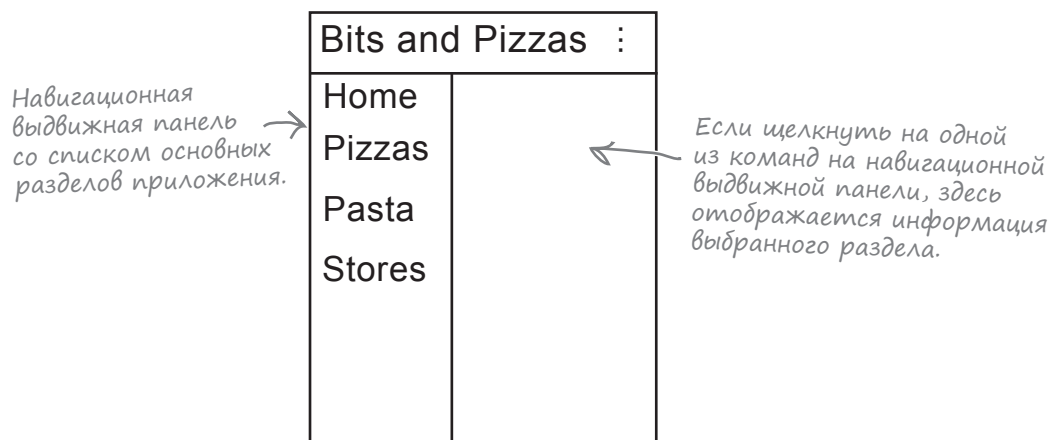 Bits and Pizzas
Home
Pizzas
Pasta
Stores
Навигационная
выдвижная панель
со списком основных
разделов приложения.
Если щелкнуть на одной
из команд на навигационной
выдвижной панели, здесь
отображается информация
выбранного раздела.